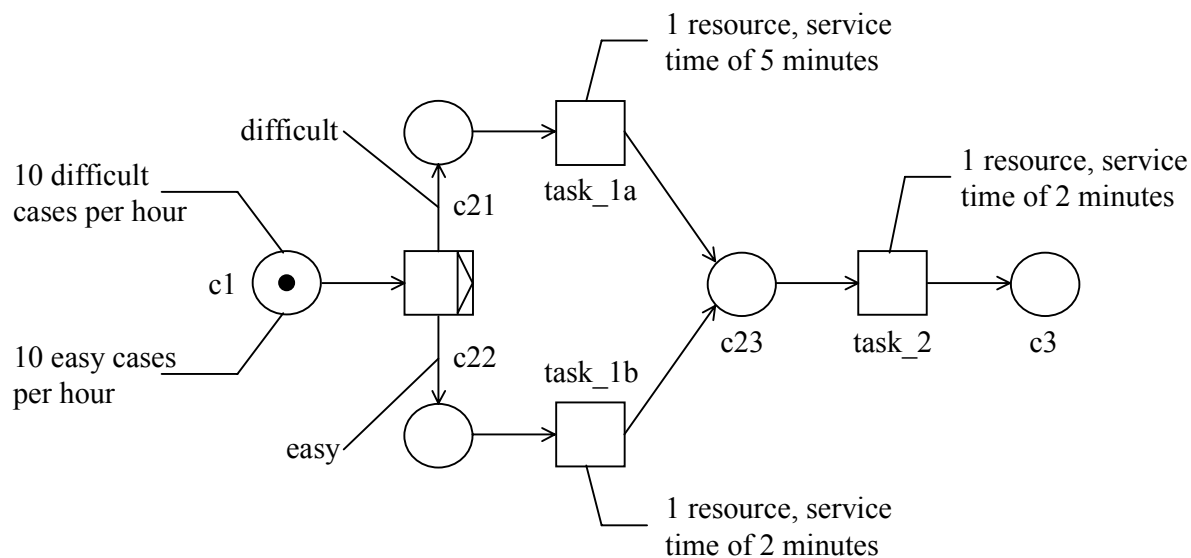 1 resource, service
time of 5 minutes
difficult
10 difficult
cases per hour
c21
task_1a
1 resource, service
time of 2 minutes
c1
10 easy cases
per hour
c22
task_1b
c23
task_2
c3
easy
1 resource, service
time of 2 minutes